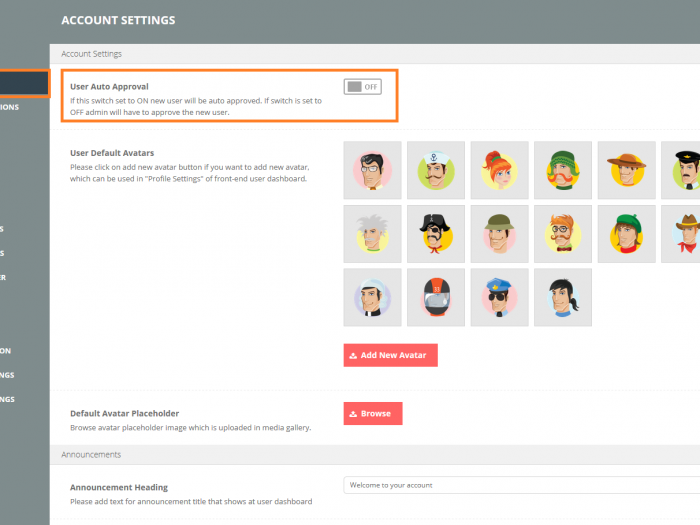 ACCOUNT SETTINGS
Account Settings
User Auto Approval
OFF
If this switch set to ON new user will be auto approved. If switch is set to
OFF admin will have to approve the new user.
IONS
User Default Avatars
Please click on add new avatar button if you want to add new avatar,
which can be used in "Profile Settings" of front-end user dashboard.
S
S
ER
Add New Avatar
ON
NGS
NGS
Default Avatar Placeholder
Browse avatar placeholder image which is uploaded in media gallery.
Browse
Announcements
Announcement Heading
Please add text for announcement title that shows at user dashboard
Welcome to your account